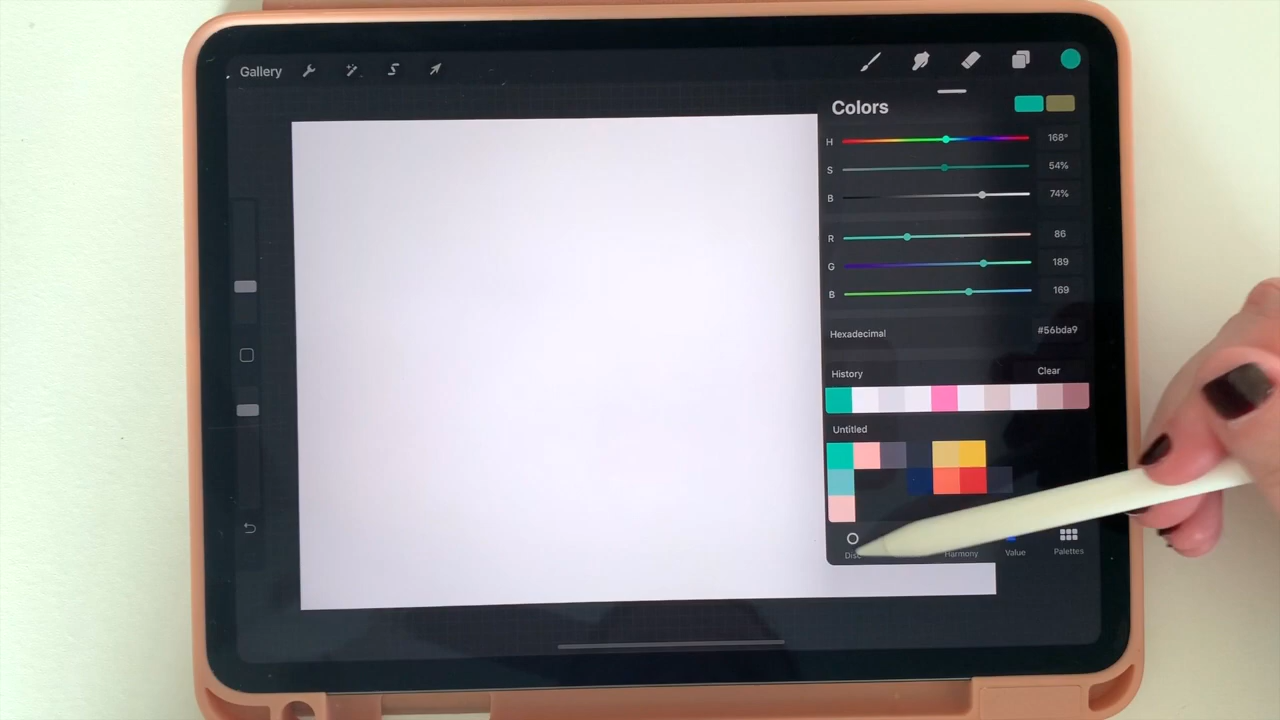 Gallery
Colors
H 168°
S 54%
B 74%
R 86
G 189
B 169
Hexadecimal #56bda9
History Clear
Untitled
Harmony Value Palettes